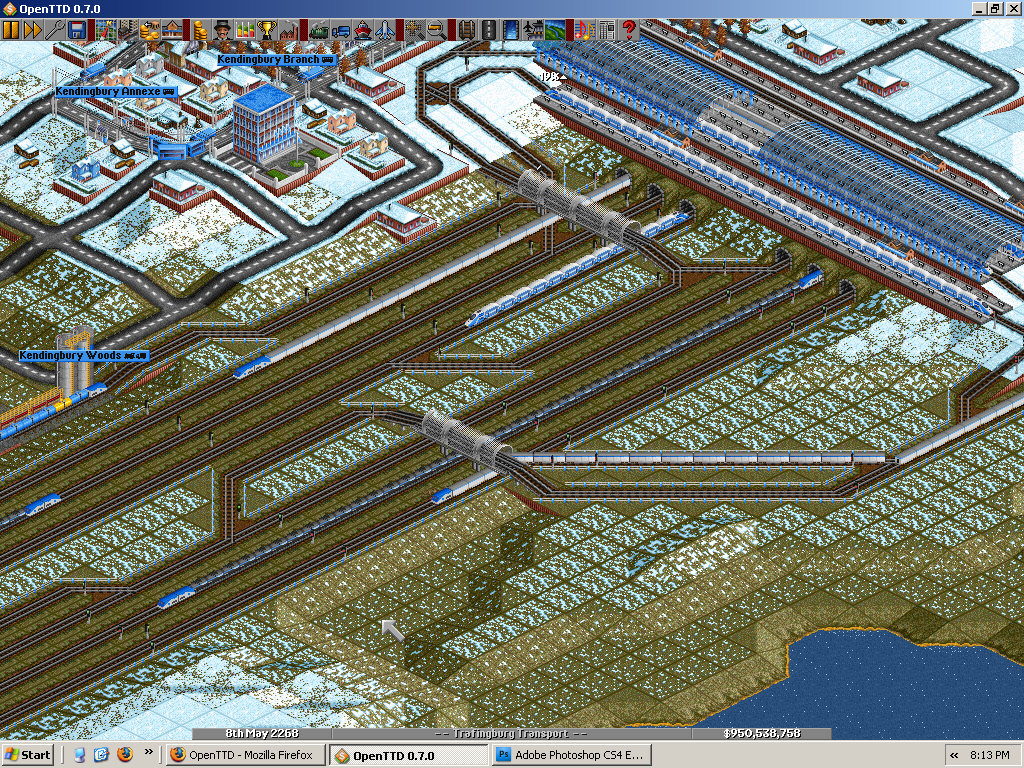 OpenTTD 0.7.0
Kendingbury Branch
Kendingbury Annexe
Kendingbury Woods
8th May 2268
-- Trafingburg Transport --
$950,538,758
Start
»
OpenTTD - Mozilla Firefox
OpenTTD 0.7.0
Ps
Adobe Photoshop CS4 E...
«
8:13 PM